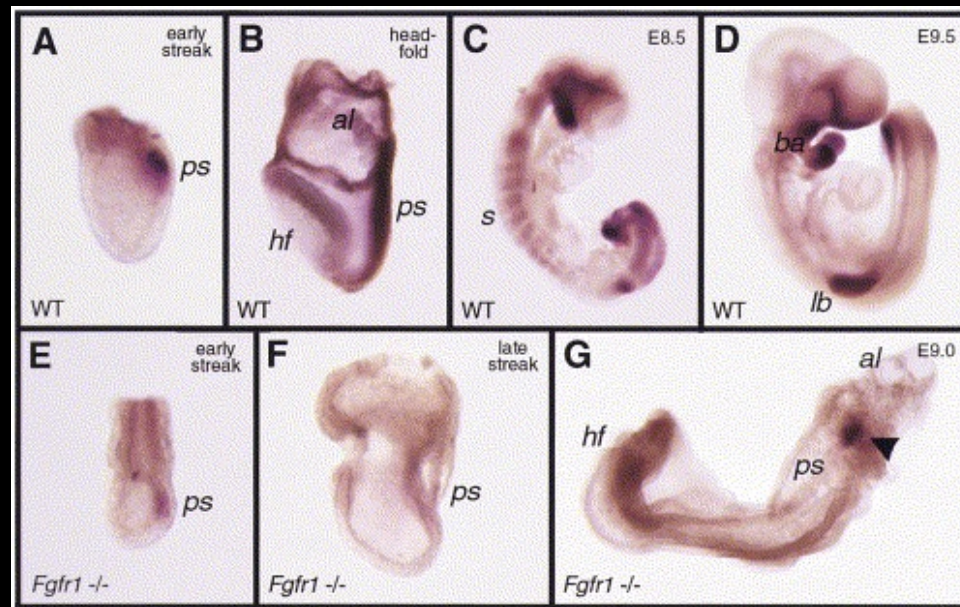 A
early
streak
ps
WT
B
head-
fold
al
ps
hf
WT
C
E8.5
s
WT
D
E9.5
ba
lb
WT
E
early
streak
ps
Fgfr1 -/-
F
late
streak
ps
Fgfr1 -/-
G
E9.0
al
hf
ps
Fgfr1 -/-